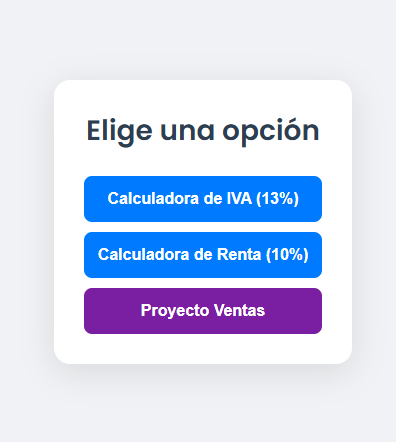 Elige una opción
Calculadora de IVA (13%)
Calculadora de Renta (10%)
Proyecto Ventas